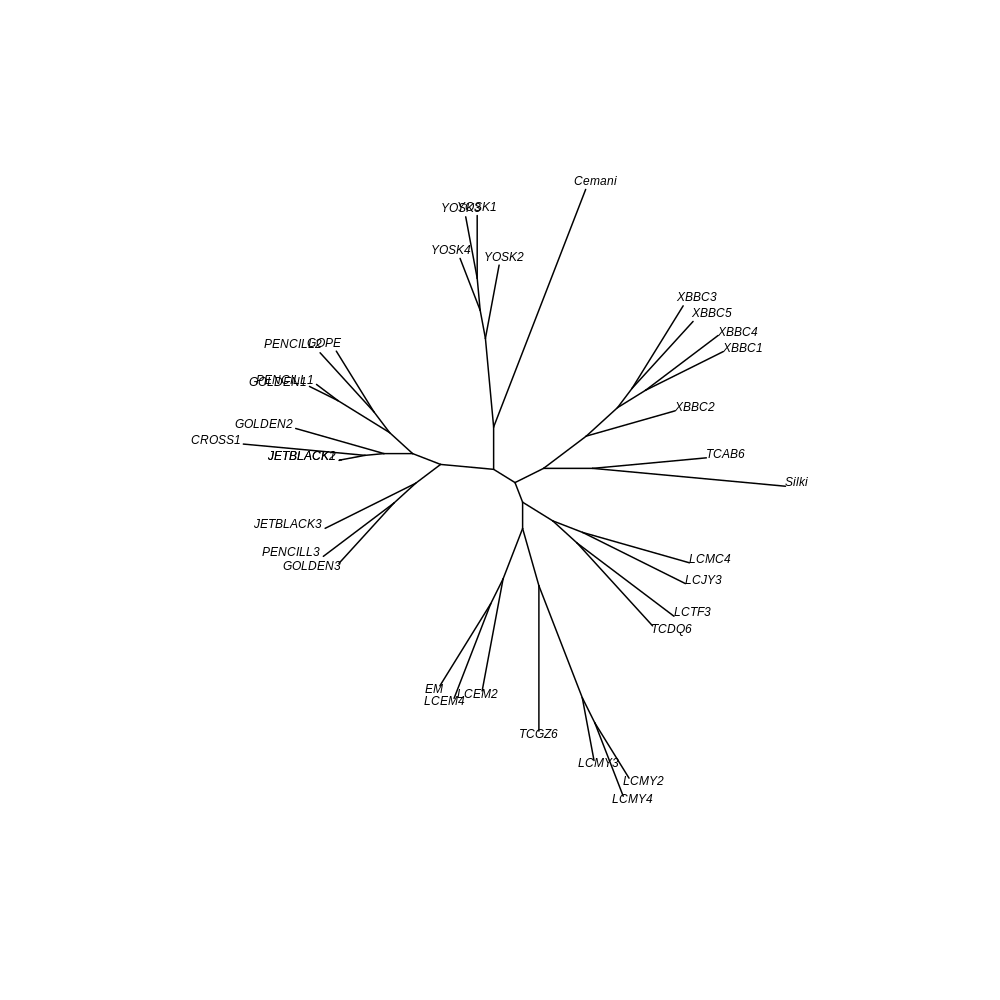 Cemani
YOSK3
YOSK1
YOSK4
YOSK2
XBBC3
XBBC5
XBBC4
XBBC1
PENCILL2
GOPE
PENCILL1
GOLDEN1
XBBC2
GOLDEN2
CROSS1
TCAB6
JETBLACK2
JETBLACK1
Silki
JETBLACK3
PENCILL3
GOLDEN3
LCMC4
LCJY3
LCTF3
TCDQ6
EM
LCEM4
LCEM2
TCGZ6
LCMY3
LCMY2
LCMY4